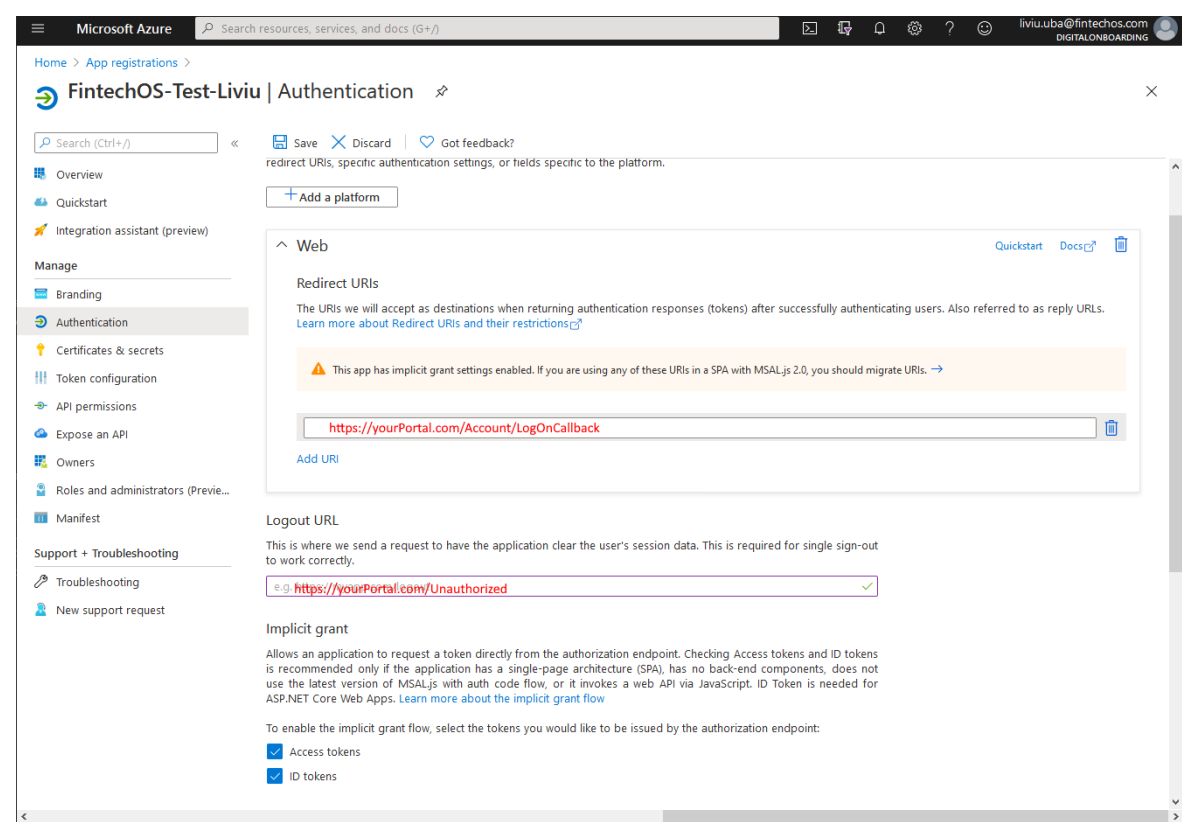 Microsoft Azure
Search resources, services, and docs (G+/)
liviu.uba@fintechos.com
DIGITALONBOARDING
Home > App registrations >
FintechOS-Test-Liviu | Authentication
Search (Ctrl+/)
«
Save
Discard
Got feedback?
redirect URIs, specific authentication settings, or fields specific to the platform.
Overview
Add a platform
Quickstart
Integration assistant (preview)
Web
Quickstart
Docs
Manage
Redirect URIs
Branding
The URIs we will accept as destinations when returning authentication responses (tokens) after successfully authenticating users. Also referred to as reply URLs.
Learn more about Redirect URIs and their restrictions
Authentication
Certificates & secrets
This app has implicit grant settings enabled. If you are using any of these URIs in a SPA with MSAL.js 2.0, you should migrate URIs. →
Token configuration
API permissions
https://yourPortal.com/Account/LogOnCallback
Expose an API
Add URI
Owners
Roles and administrators (Previe...
Manifest
Logout URL
Support + Troubleshooting
This is where we send a request to have the application clear the user's session data. This is required for single sign-out
to work correctly.
Troubleshooting
e.g. https://myapp.com/logout
https://yourPortal.com/Unauthorized
New support request
Implicit grant
Allows an application to request a token directly from the authorization endpoint. Checking Access tokens and ID tokens
is recommended only if the application has a single-page architecture (SPA), has no back-end components, does not
use the latest version of MSAL.js with auth code flow, or it invokes a web API via JavaScript. ID Token is needed for
ASP.NET Core Web Apps. Learn more about the implicit grant flow
To enable the implicit grant flow, select the tokens you would like to be issued by the authorization endpoint:
Access tokens
ID tokens